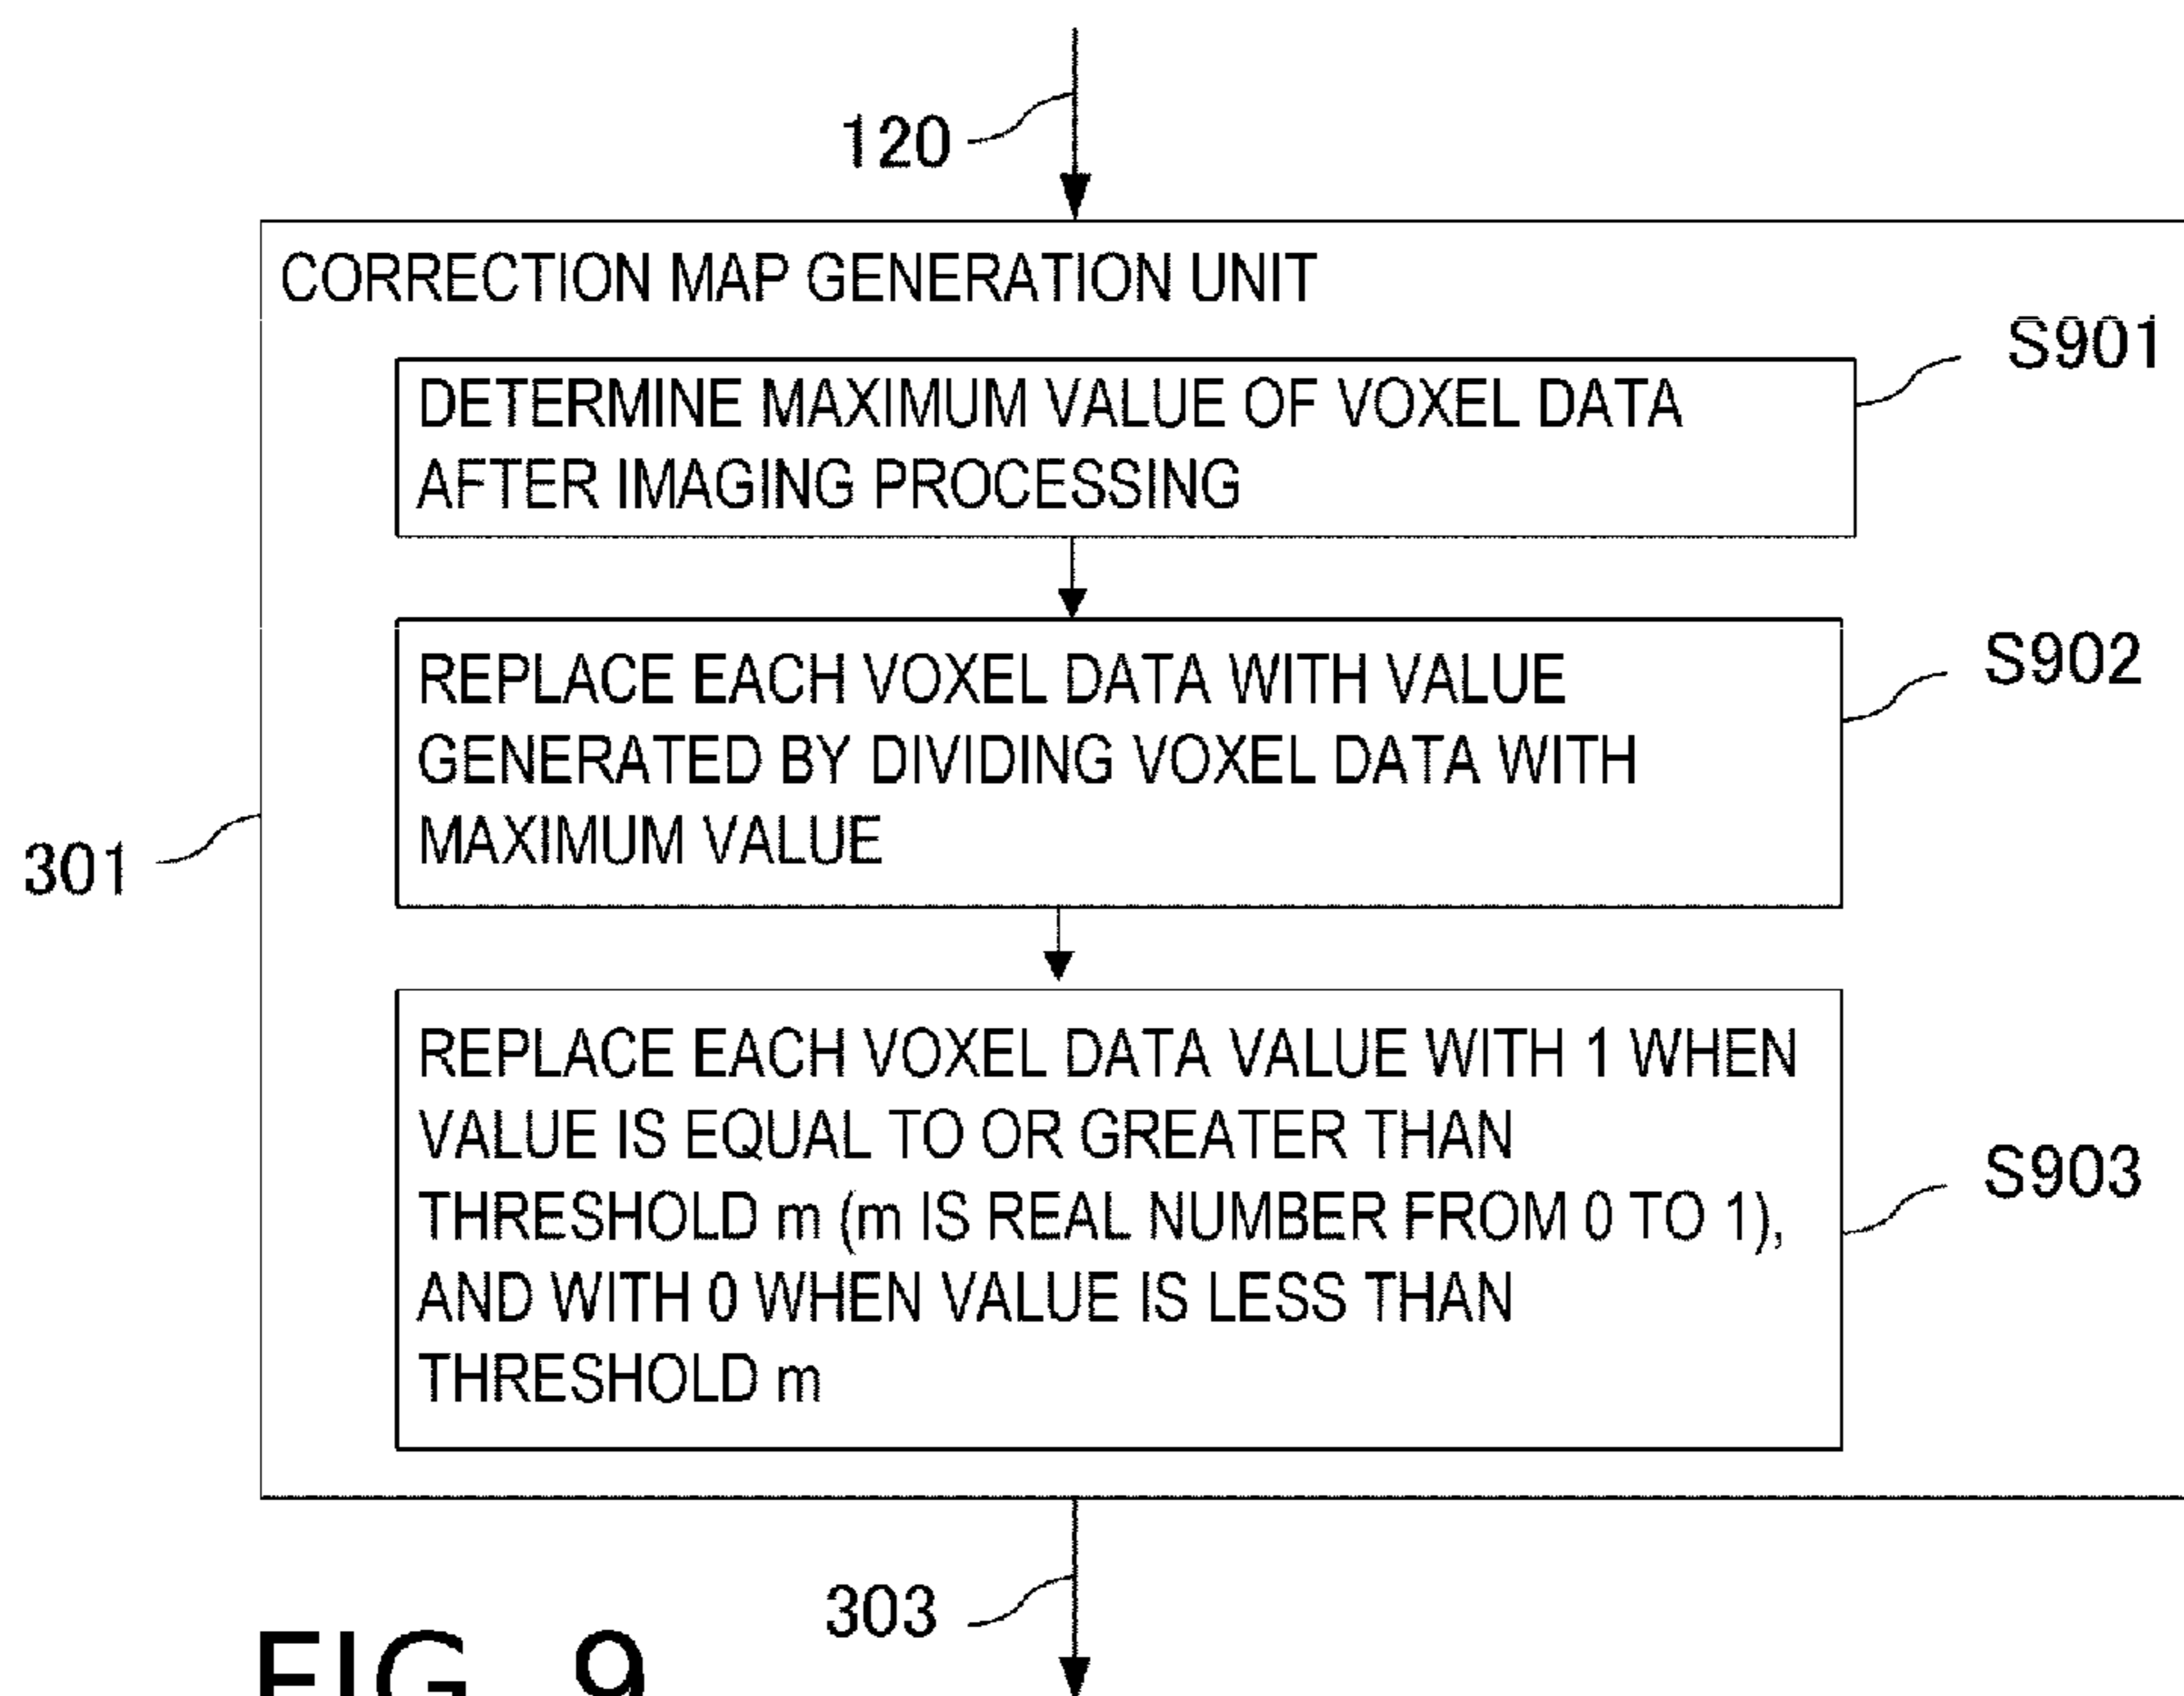 120
CORRECTION MAP GENERATION UNIT
S901
DETERMINE MAXIMUM VALUE OF VOXEL DATA
AFTER IMAGING PROCESSING
S902
REPLACE EACH VOXEL DATA WITH VALUE
GENERATED BY DIVIDING VOXEL DATA WITH
MAXIMUM VALUE
301
REPLACE EACH VOXEL DATA VALUE WITH 1 WHEN
VALUE IS EQUAL TO OR GREATER THAN
THRESHOLD m (m IS REAL NUMBER FROM 0 TO 1),
AND WITH 0 WHEN VALUE IS LESS THAN
THRESHOLD m
S903
303
FIG. 9